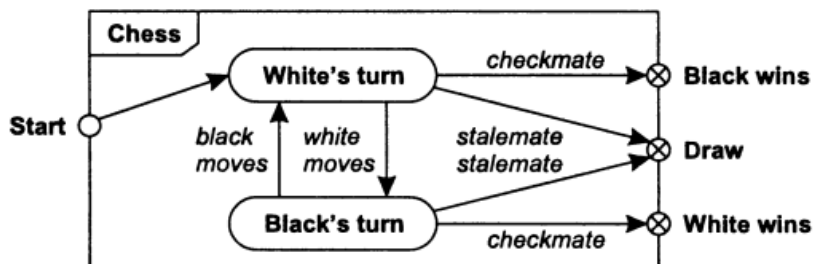 Chess
White's turn
checkmate
Black wins
Start
black
moves
white
moves
stalemate
stalemate
Draw
Black's turn
checkmate
White wins